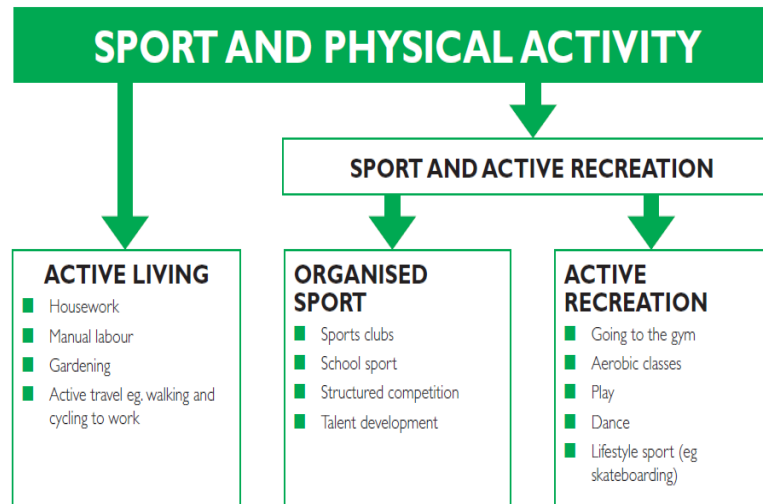 SPORT AND PHYSICAL ACTIVITY
SPORT AND ACTIVE RECREATION
ACTIVE LIVING
Housework
Manual labour
Gardening
Active travel eg. walking and
cycling to work
ORGANISED
SPORT
Sports clubs
School sport
Structured competition
Talent development
ACTIVE
RECREATION
Going to the gym
Aerobic classes
Play
Dance
Lifestyle sport (eg
skateboarding)